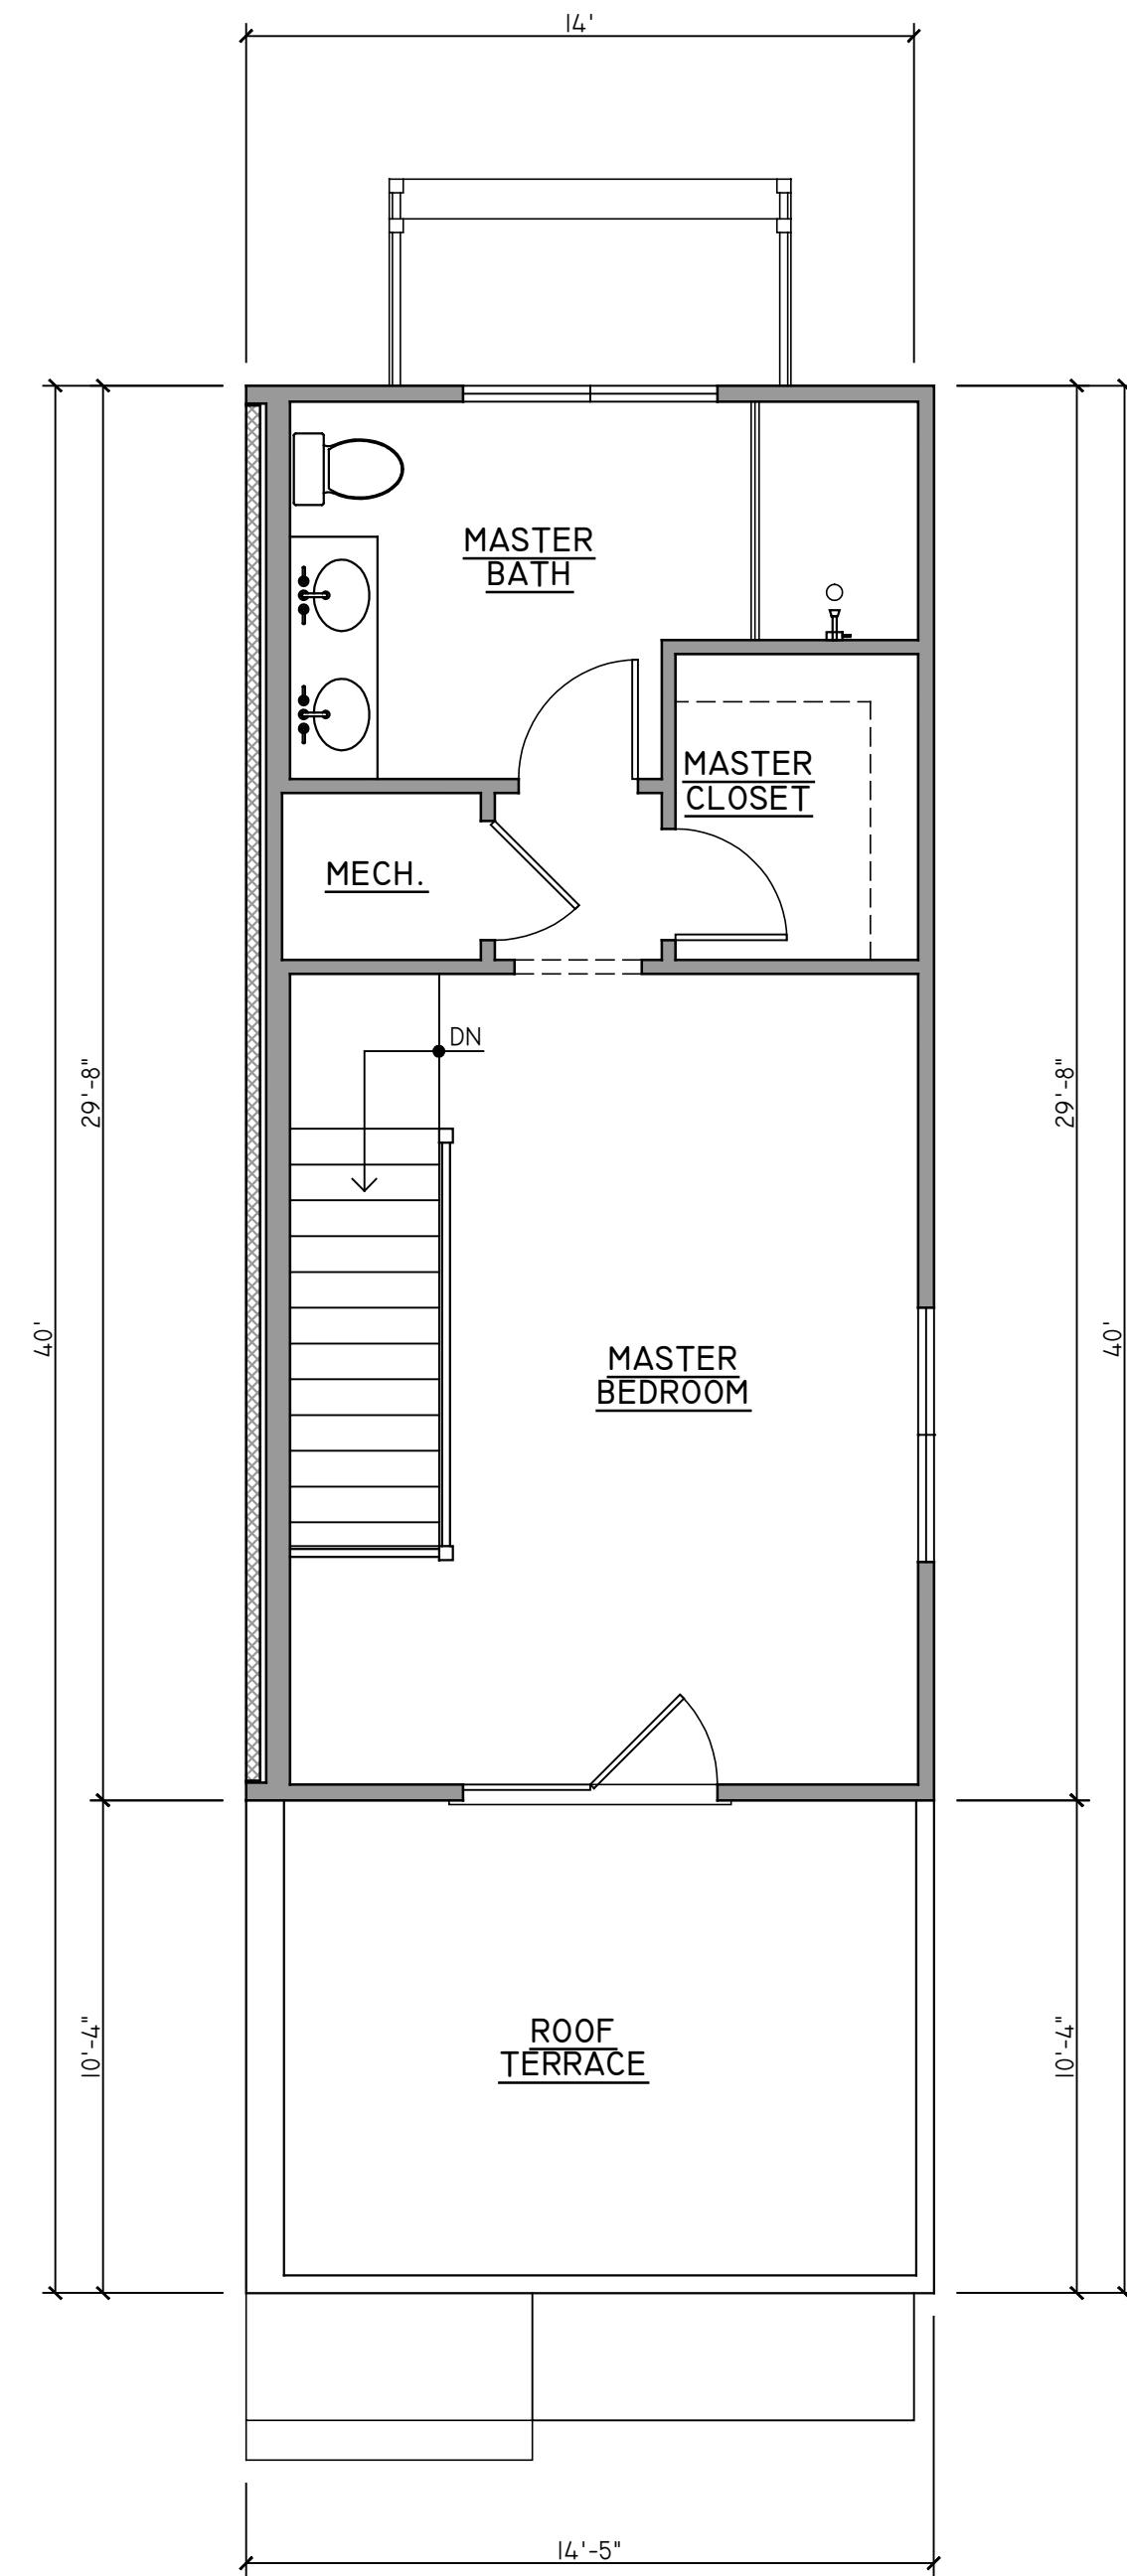 14'
MASTER
BATH
MASTER
CLOSET
MECH.
DN
29'-8"
29'-8"
40'
40'
MASTER
BEDROOM
ROOF
TERRACE
10'-4"
10'-4"
14'-5"